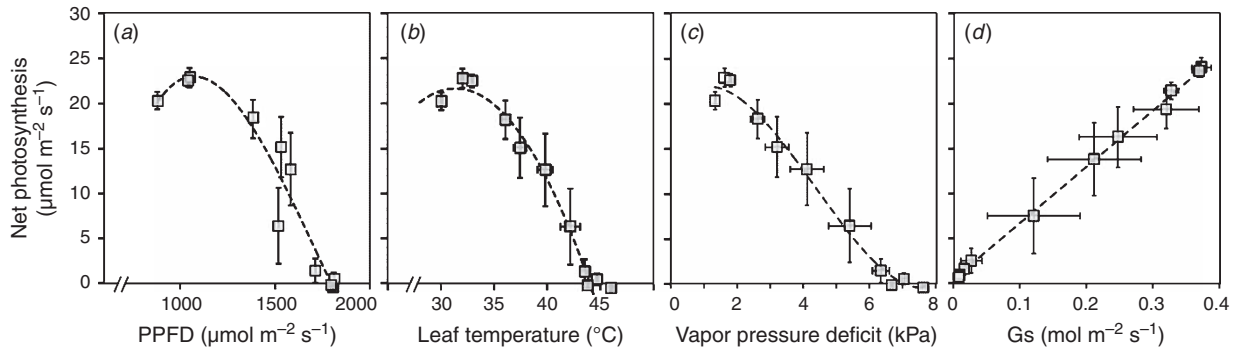 Net photosynthesis
(μmol m⁻² s⁻¹)
30
25
20
15
10
5
0
(a)
1000
1500
2000
PPFD (μmol m⁻² s⁻¹)
(b)
30
35
40
45
Leaf temperature (°C)
(c)
0
2
4
6
8
Vapor pressure deficit (kPa)
(d)
0
0.1
0.2
0.3
0.4
Gs (mol m⁻² s⁻¹)